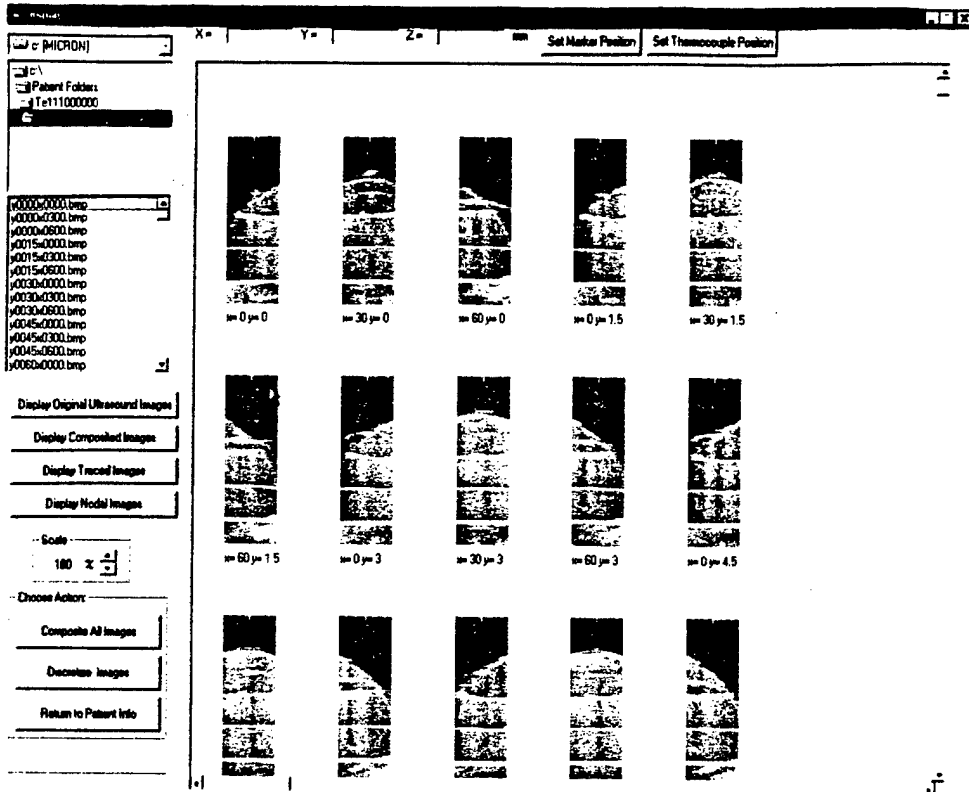 X= Y= Z= mm Set Marker Position Set Thermocouple Position
c: [MICRON]
c:\
Patient Folders
Te111000000
y0000x0000.bmp
y0000x0300.bmp
y0000x0600.bmp
y0015x0000.bmp
y0015x0300.bmp
y0015x0600.bmp
y0030x0000.bmp
y0030x0300.bmp
y0030x0600.bmp
y0045x0000.bmp
y0045x0300.bmp
y0045x0600.bmp
y0060x0000.bmp
Display Original Ultrasound Images
Display Composited Images
Display Traced Images
Display Nodal Images
Scale
180 %
Choose Action:
Composite All Images
Discretize Images
Return to Patient Info
x= 0 y= 0
x= 30 y= 0
x= 60 y= 0
x= 0 y= 1.5
x= 30 y= 1.5
x= 60 y= 1.5
x= 0 y= 3
x= 30 y= 3
x= 60 y= 3
x= 0 y= 4.5